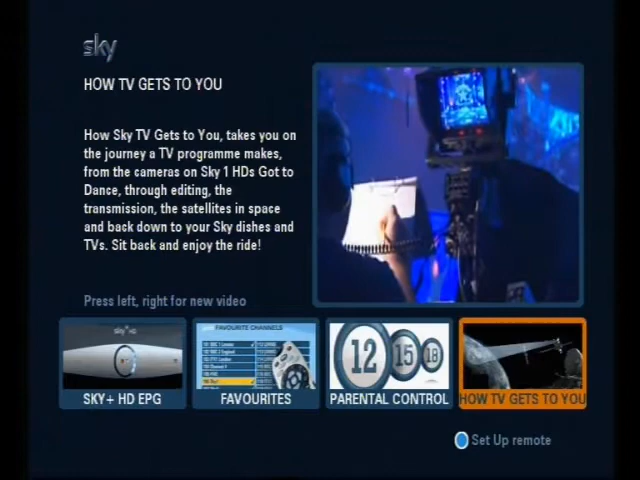 sky
HOW TV GETS TO YOU
How Sky TV Gets to You, takes you on
the journey a TV programme makes,
from the cameras on Sky 1 HDs Got to
Dance, through editing, the
transmission, the satellites in space
and back down to your Sky dishes and
TVs. Sit back and enjoy the ride!
Press left, right for new video
sky
FAVOURITE CHANNELS
12 15 18
SKY+ HD EPG
FAVOURITES
PARENTAL CONTROL
HOW TV GETS TO YOU
Set Up remote